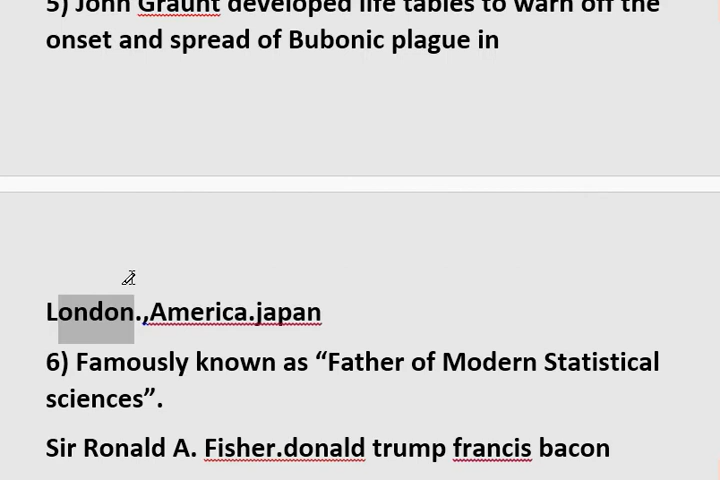 5) John Graunt developed life tables to warn off the
onset and spread of Bubonic plague in
London.,America.japan
6) Famously known as “Father of Modern Statistical
sciences”.
Sir Ronald A. Fisher.donald trump francis bacon